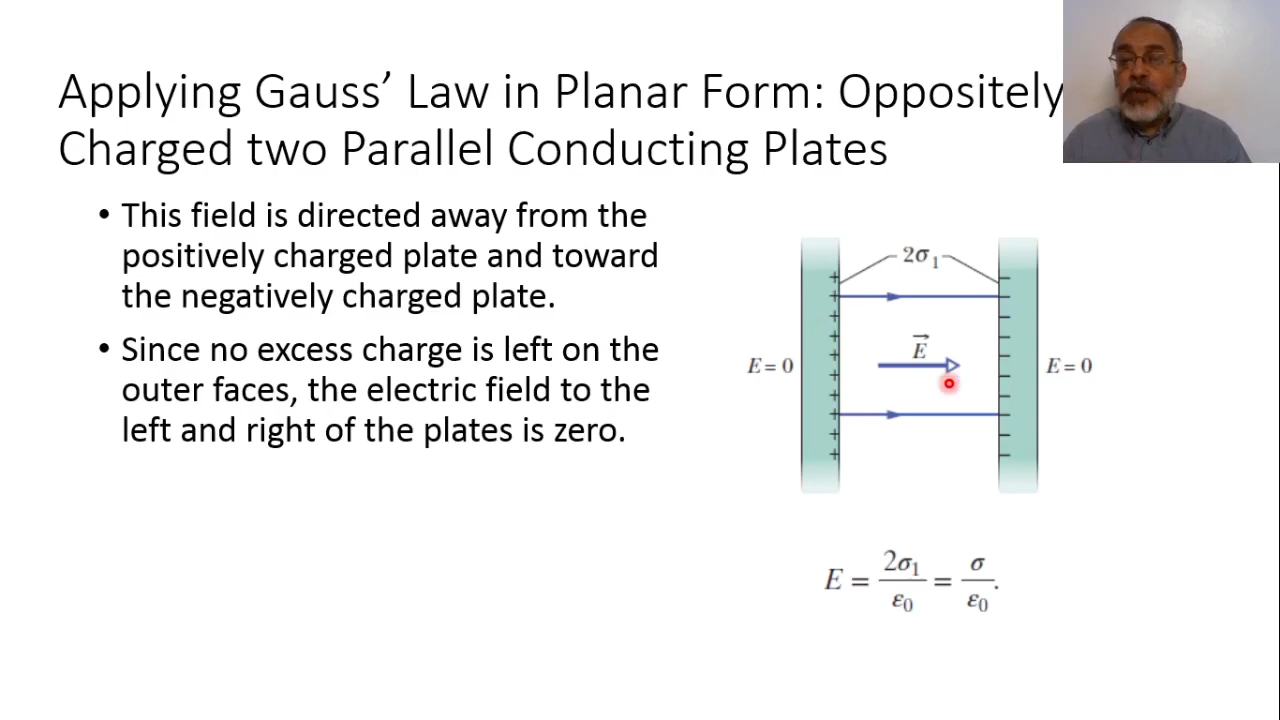 Applying Gauss’ Law in Planar Form: Oppositely
Charged two Parallel Conducting Plates
• This field is directed away from the
positively charged plate and toward
the negatively charged plate.
• Since no excess charge is left on the
outer faces, the electric field to the
left and right of the plates is zero.
2σ₁
E⃗
E = 0
E = 0
E = 2σ₁/ε₀ = σ/ε₀.